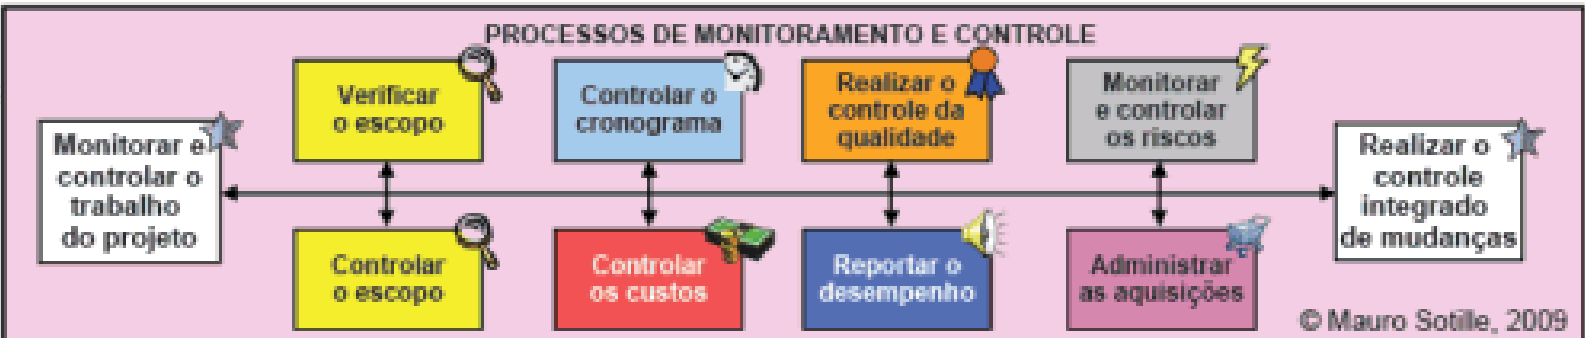 PROCESSOS DE MONITORAMENTO E CONTROLE
Monitorar e
controlar o
trabalho
do projeto
Verificar
o escopo
Controlar
o escopo
Controlar o
cronograma
Controlar
os custos
Realizar o
controle da
qualidade
Reportar o
desempenho
Monitorar
e controlar
os riscos
Administrar
as aquisições
Realizar o
controle
integrado
de mudanças
© Mauro Sotille, 2009